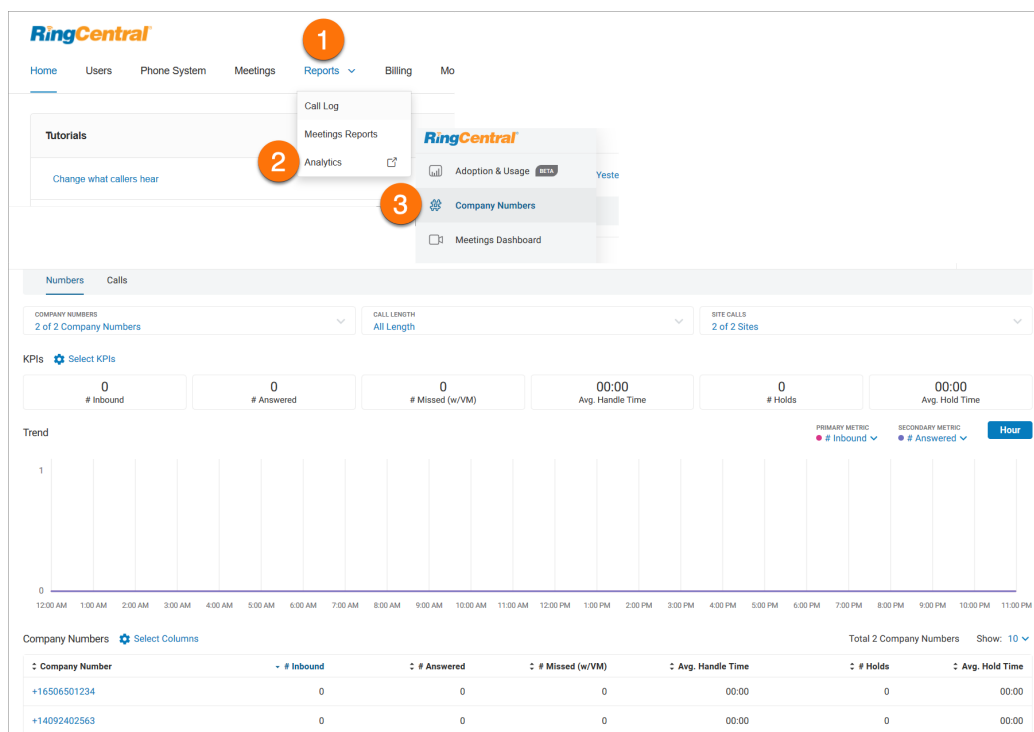 RingCentral
1
Home Users Phone System Meetings Reports Billing Mo
Call Log
Tutorials
Meetings Reports
RingCentral
2 Analytics
Adoption & Usage BETA
Yeste
Change what callers hear
3 Company Numbers
Meetings Dashboard
Numbers Calls
COMPANY NUMBERS CALL LENGTH SITE CALLS
2 of 2 Company Numbers All Length 2 of 2 Sites
KPIs Select KPIs
0 0 0 00:00 0 00:00
# Inbound # Answered # Missed (w/VM) Avg. Handle Time # Holds Avg. Hold Time
Trend
PRIMARY METRIC SECONDARY METRIC Hour
# Inbound # Answered
1
0
12:00 AM 1:00 AM 2:00 AM 3:00 AM 4:00 AM 5:00 AM 6:00 AM 7:00 AM 8:00 AM 9:00 AM 10:00 AM 11:00 AM 12:00 PM 1:00 PM 2:00 PM 3:00 PM 4:00 PM 5:00 PM 6:00 PM 7:00 PM 8:00 PM 9:00 PM 10:00 PM 11:00 PM
Company Numbers Select Columns Total 2 Company Numbers Show: 10
Company Number # Inbound # Answered # Missed (w/VM) Avg. Handle Time # Holds Avg. Hold Time
+16506501234 0 0 0 00:00 0 00:00
+14092402563 0 0 0 00:00 0 00:00